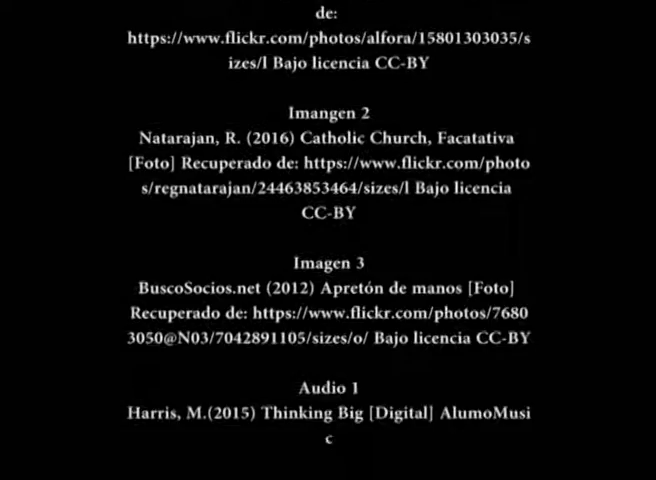 de:
https://www.flickr.com/photos/alfora/15801303035/s
izes/l Bajo licencia CC-BY
Imangen 2
Natarajan, R. (2016) Catholic Church, Facatativa
[Foto] Recuperado de: https://www.flickr.com/photo
s/regnatarajan/24463853464/sizes/l Bajo licencia
CC-BY
Imagen 3
BuscoSocios.net (2012) Apretón de manos [Foto]
Recuperado de: https://www.flickr.com/photos/7680
3050@N03/7042891105/sizes/o/ Bajo licencia CC-BY
Audio 1
Harris, M.(2015) Thinking Big [Digital] AlumoMusi
c